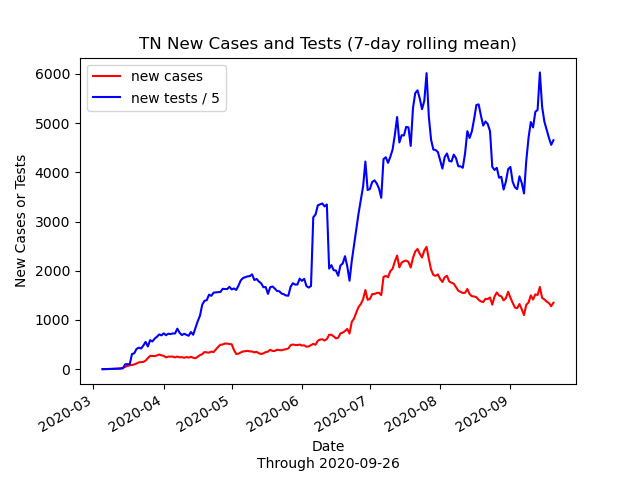 TN New Cases and Tests (7-day rolling mean)
new cases
new tests / 5
6000
5000
4000
3000
2000
1000
0
New Cases or Tests
2020-03
2020-04
2020-05
2020-06
2020-07
2020-08
2020-09
Date
Through 2020-09-26